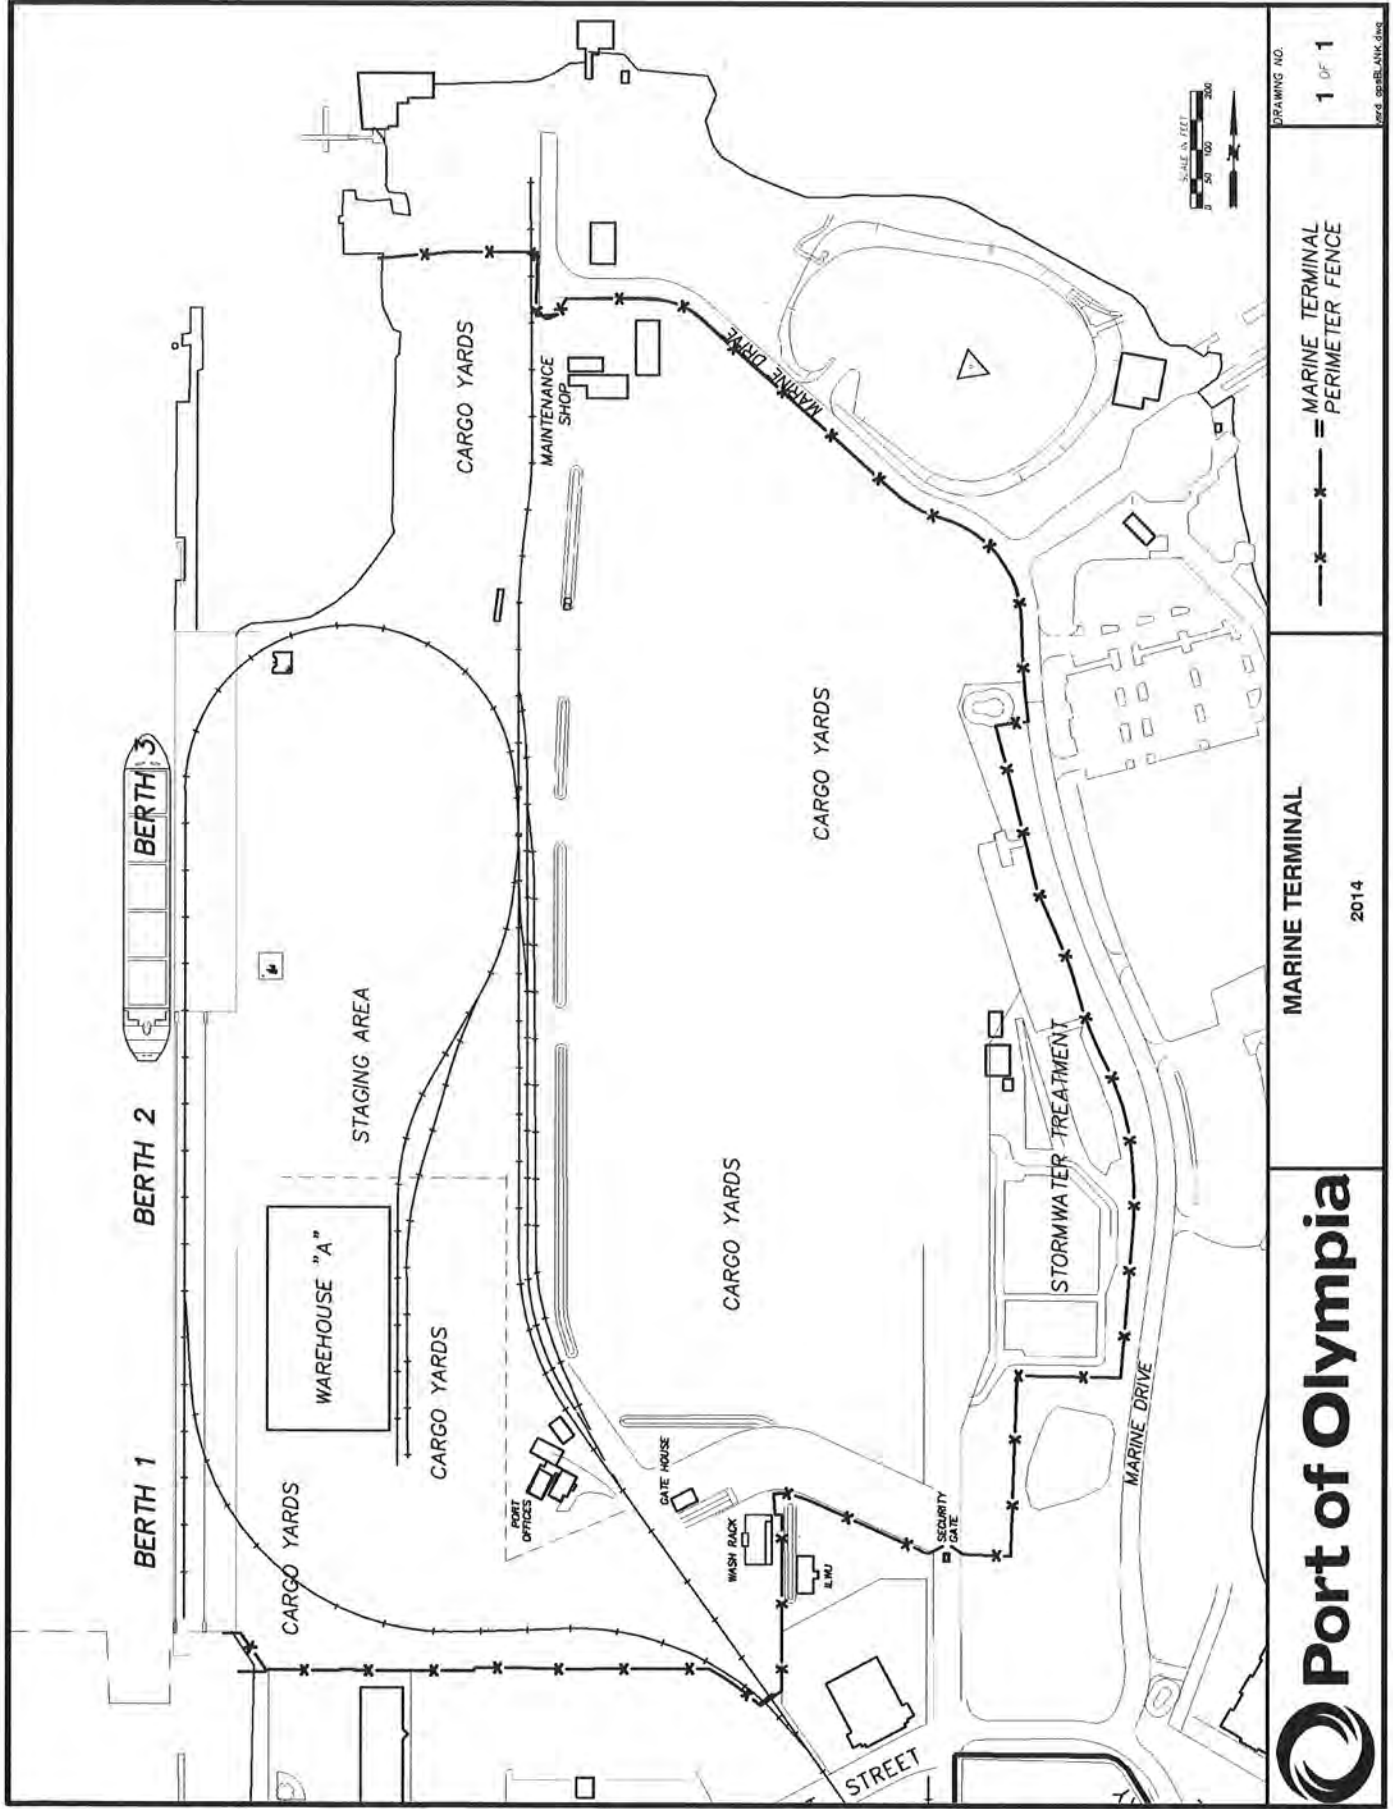 BERTH 1
BERTH 2
BERTH 3
CARGO YARDS
WAREHOUSE "A"
STAGING AREA
CARGO YARDS
CARGO YARDS
PORT
OFFICES
MAINTENANCE
SHOP
GATE HOUSE
WASH RACK
ILWU
CARGO YARDS
CARGO YARDS
MARINE DRIVE
MARINE DRIVE
SECURITY
GATE
STORMWATER TREATMENT
MARINE DRIVE
STREET
SCALE IN FEET
0 50 100 200
Port of Olympia
MARINE TERMINAL
2014
= MARINE TERMINAL
PERIMETER FENCE
DRAWING NO.
1 OF 1